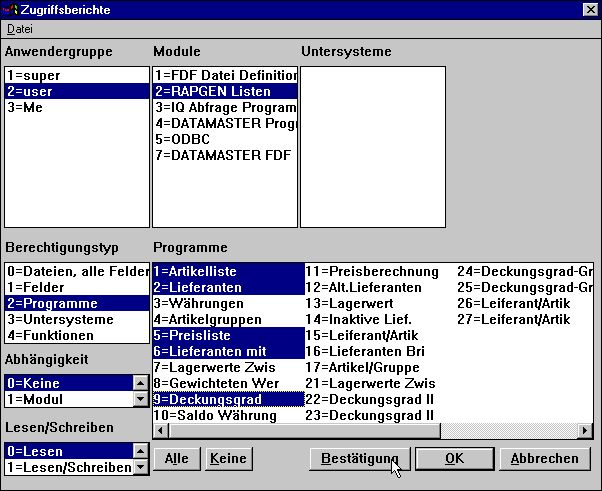 Zugriffsberichte
Datei
Anwendergruppe
1=super
2=user
3=Me
Module
1=FDF Datei Definition
2=RAPGEN Listen
3=IQ Abfrage Program
4=DATAMASTER Progr
5=ODBC
7=DATAMASTER FDF
Untersysteme
Berechtigungstyp
0=Dateien, alle Felder
1=Felder
2=Programme
3=Untersysteme
4=Funktionen
Abhängigkeit
0=Keine
1=Modul
Lesen/Schreiben
0=Lesen
1=Lesen/Schreiben
Programme
1=Artikelliste
2=Lieferanten
3=Währungen
4=Artikelgruppen
5=Preisliste
6=Lieferanten mit
7=Lagerwerte Zwis
8=Gewichteten Wer
9=Deckungsgrad
10=Saldo Währung
11=Preisberechnung
12=Alt.Lieferanten
13=Lagerwert
14=Inaktive Lief.
15=Leiferant/Artik
16=Lieferanten Bri
17=Artikel/Gruppe
21=Lagerwerte Zwis
22=Deckungsgrad II
23=Deckungsgrad II
24=Deckungsgrad-Gr
25=Deckungsgrad-Gr
26=Leiferant/Artik
27=Leiferant/Artik
Alle
Keine
Bestätigung
OK
Abbrechen